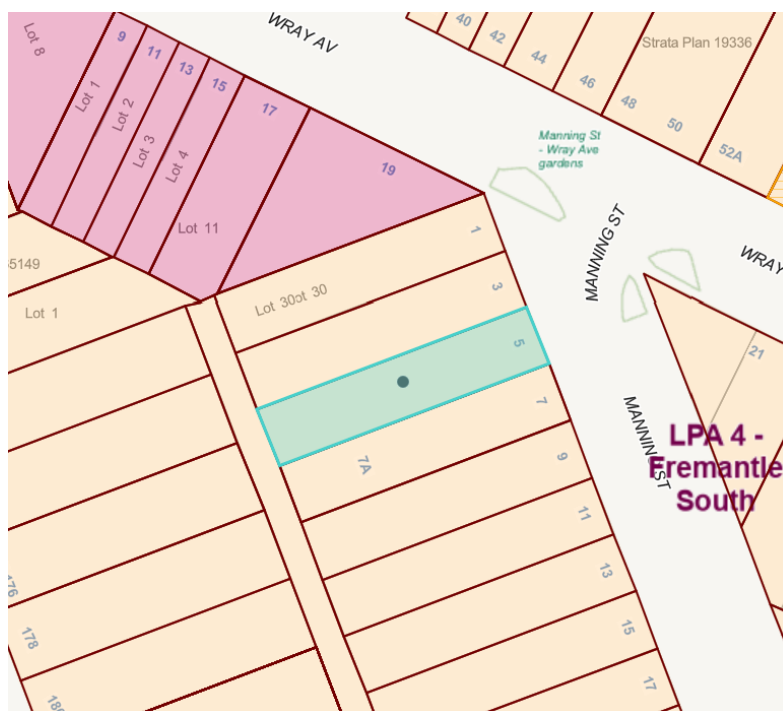 Lot 8
9
11
13
15
17
19
Lot 1
Lot 2
Lot 3
Lot 4
Lot 11
WRAY AV
40
42
44
46
48
50
52A
Strata Plan 19336
Manning St
- Wray Ave
gardens
MANNING ST
WRAY
5149
Lot 1
Lot 30
30
1
3
5
7
7A
9
11
13
15
17
21
MANNING ST
LPA 4 -
Fremantle
South
176
178